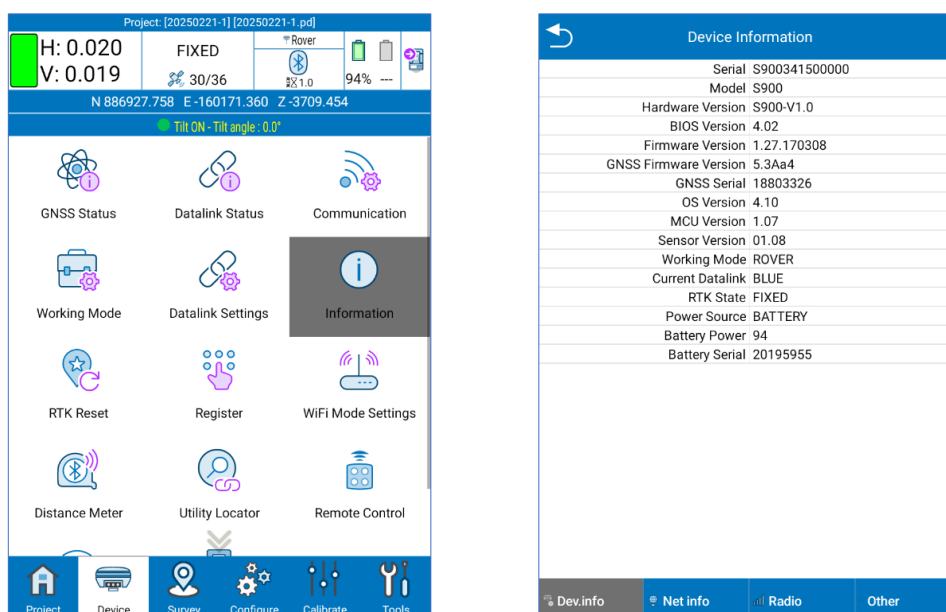 Project: [20250221-1] [20250221-1.pd]
H: 0.020
V: 0.019
FIXED
30/36
Rover
1.0
94% ---
N 886927.758 E -160171.360 Z -3709.454
Tilt ON - Tilt angle : 0.0°
GNSS Status Datalink Status Communication
Working Mode Datalink Settings Information
RTK Reset Register WiFi Mode Settings
Distance Meter Utility Locator Remote Control
Project Device Survey Configure Calibrate Tools
Device Information
Serial S900341500000
Model S900
Hardware Version S900-V1.0
BIOS Version 4.02
Firmware Version 1.27.170308
GNSS Firmware Version 5.3Aa4
GNSS Serial 18803326
OS Version 4.10
MCU Version 1.07
Sensor Version 01.08
Working Mode ROVER
Current Datalink BLUE
RTK State FIXED
Power Source BATTERY
Battery Power 94
Battery Serial 20195955
Dev.info Net info Radio Other